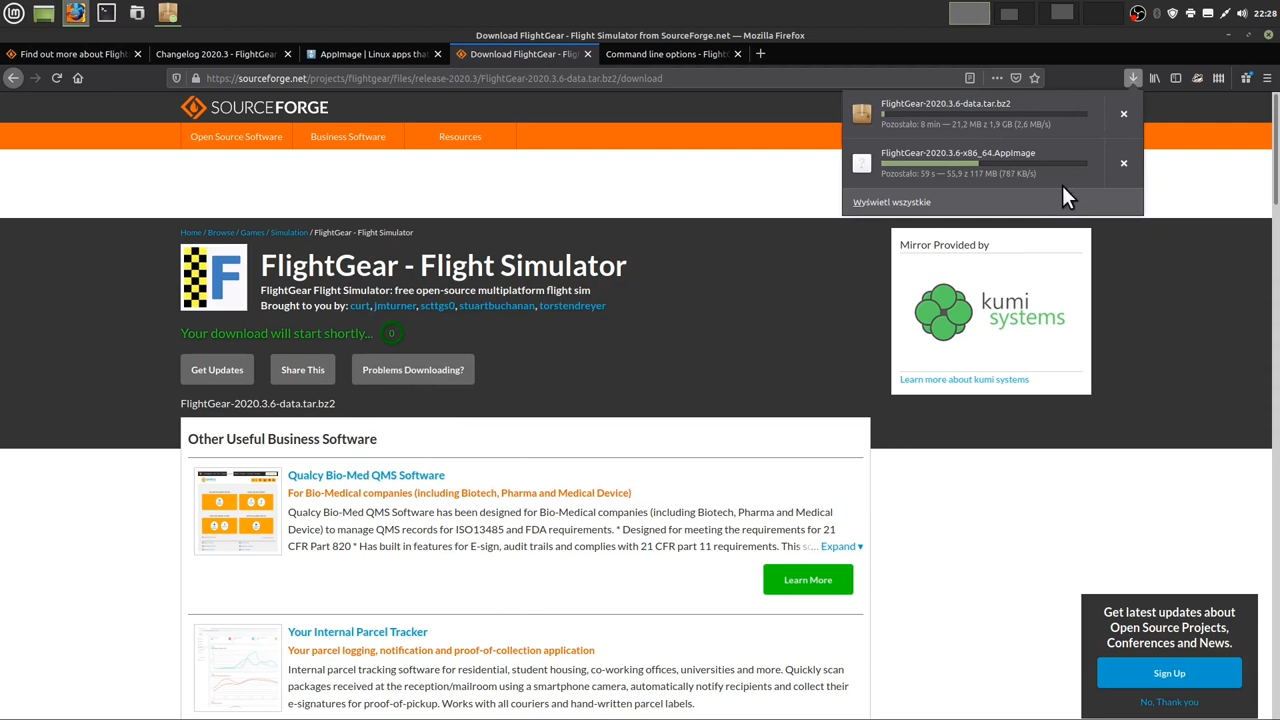 22:28
Download FlightGear - Flight Simulator from SourceForge.net — Mozilla Firefox
Find out more about Flight
Changelog 2020.3 - FlightGear
AppImage | Linux apps that
Download FlightGear - Flig
Command line options - FlightG
https://sourceforge.net/projects/flightgear/files/release-2020.3/FlightGear-2020.3.6-data.tar.bz2/download
FlightGear-2020.3.6-data.tar.bz2
Pozostało: 8 min — 21,2 MB z 1,9 GB (2,6 MB/s)
FlightGear-2020.3.6-x86_64.AppImage
Pozostało: 59 s — 55,9 z 117 MB (787 KB/s)
Wyświetl wszystkie
SOURCEFORGE
Open Source Software
Business Software
Resources
Home / Browse / Games / Simulation / FlightGear - Flight Simulator
F
FlightGear - Flight Simulator
FlightGear Flight Simulator: free open-source multiplatform flight sim
Brought to you by: curt, jmturner, scttgs0, stuartbuchanan, torstendreyer
Your download will start shortly... 0
Get Updates
Share This
Problems Downloading?
FlightGear-2020.3.6-data.tar.bz2
Mirror Provided by
kumi
systems
Learn more about kumi systems
Other Useful Business Software
Qualcy Bio-Med QMS Software
For Bio-Medical companies (including Biotech, Pharma and Medical Device)
Qualcy Bio-Med QMS Software has been designed for Bio-Medical companies (including Biotech, Pharma and Medical
Device) to manage QMS records for ISO13485 and FDA requirements. * Designed for meeting the requirements for 21
CFR Part 820 * Has built in features for E-sign, audit trails and complies with 21 CFR part 11 requirements. This so... Expand ▾
Learn More
Your Internal Parcel Tracker
Your parcel logging, notification and proof-of-collection application
Internal parcel tracking software for residential, student housing, co-working offices, universities and more. Quickly scan
packages received at the reception/mailroom using a smartphone camera, automatically notify recipients and collect their
e-signatures for proof-of-pickup. Works with all couriers and hand-written parcel labels.
Get latest updates about
Open Source Projects,
Conferences and News.
Sign Up
No, Thank you